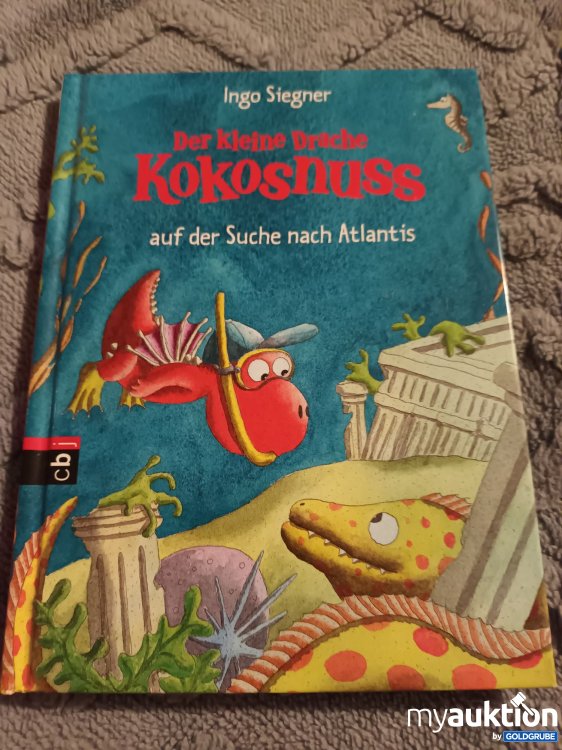 Ingo Siegner
Der kleine Drache
Kokosnuss
auf der Suche nach Atlantis
cbj
myauktion
by GOLDGRUBE